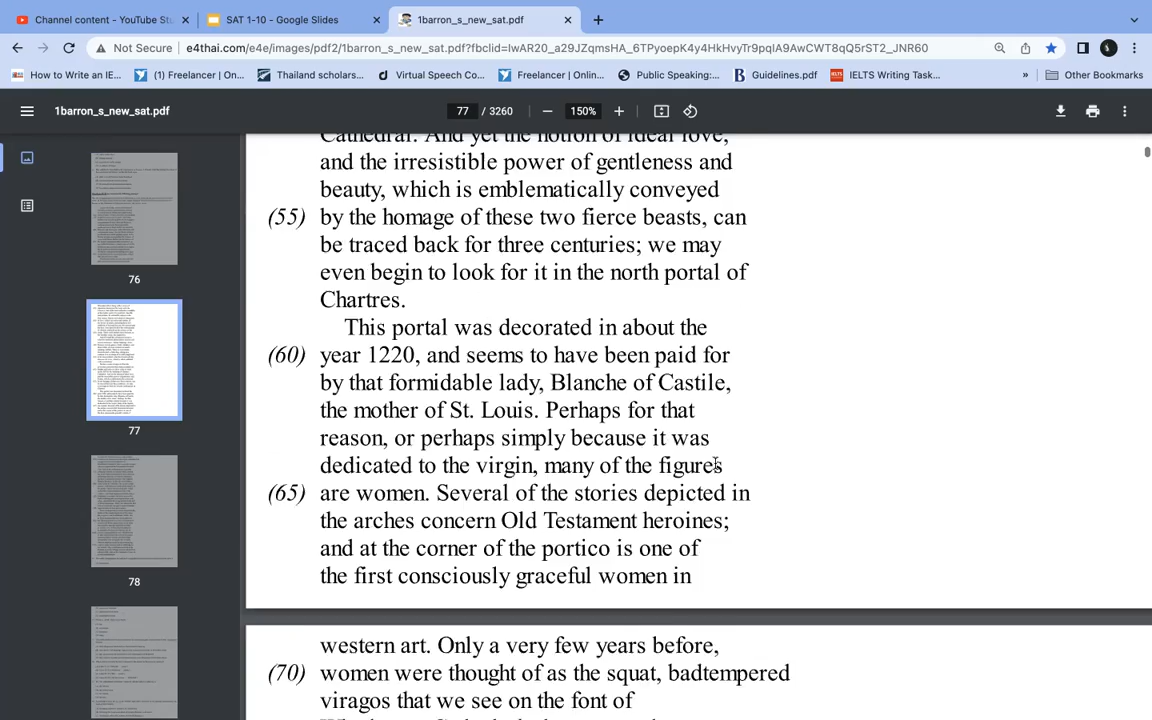 Channel content - YouTube Stu
SAT 1-10 - Google Slides
1barron_s_new_sat.pdf
Not Secure
e4thai.com/e4e/images/pdf2/1barron_s_new_sat.pdf?fbclid=IwAR20_a29JZqmsHA_6TPyoepK4y4HkHvyTr9pqIA9AwCWT8qQ5rST2_JNR60
How to Write an IE...
(1) Freelancer | On...
Thailand scholars...
Virtual Speech Co...
Freelancer | Onlin...
Public Speaking:...
Guidelines.pdf
IELTS Writing Task...
»
Other Bookmarks
1barron_s_new_sat.pdf
77 / 3260
150%
76
77
78
Cathedral. And yet the notion of ideal love,
and the irresistible power of gentleness and
beauty, which is emblematically conveyed
(55) by the homage of these two fierce beasts, can
be traced back for three centuries; we may
even begin to look for it in the north portal of
Chartres.
This portal was decorated in about the
(60) year 1220, and seems to have been paid for
by that formidable lady, Blanche of Castile,
the mother of St. Louis. Perhaps for that
reason, or perhaps simply because it was
dedicated to the virgin, many of the figures
(65) are women. Several of the stories depicted in
the arches concern Old Testament heroines;
and at the corner of the portico is one of
the first consciously graceful women in
western art. Only a very few years before,
(70) women were thought of as the squat, badtempered
viragos that we see on the font of